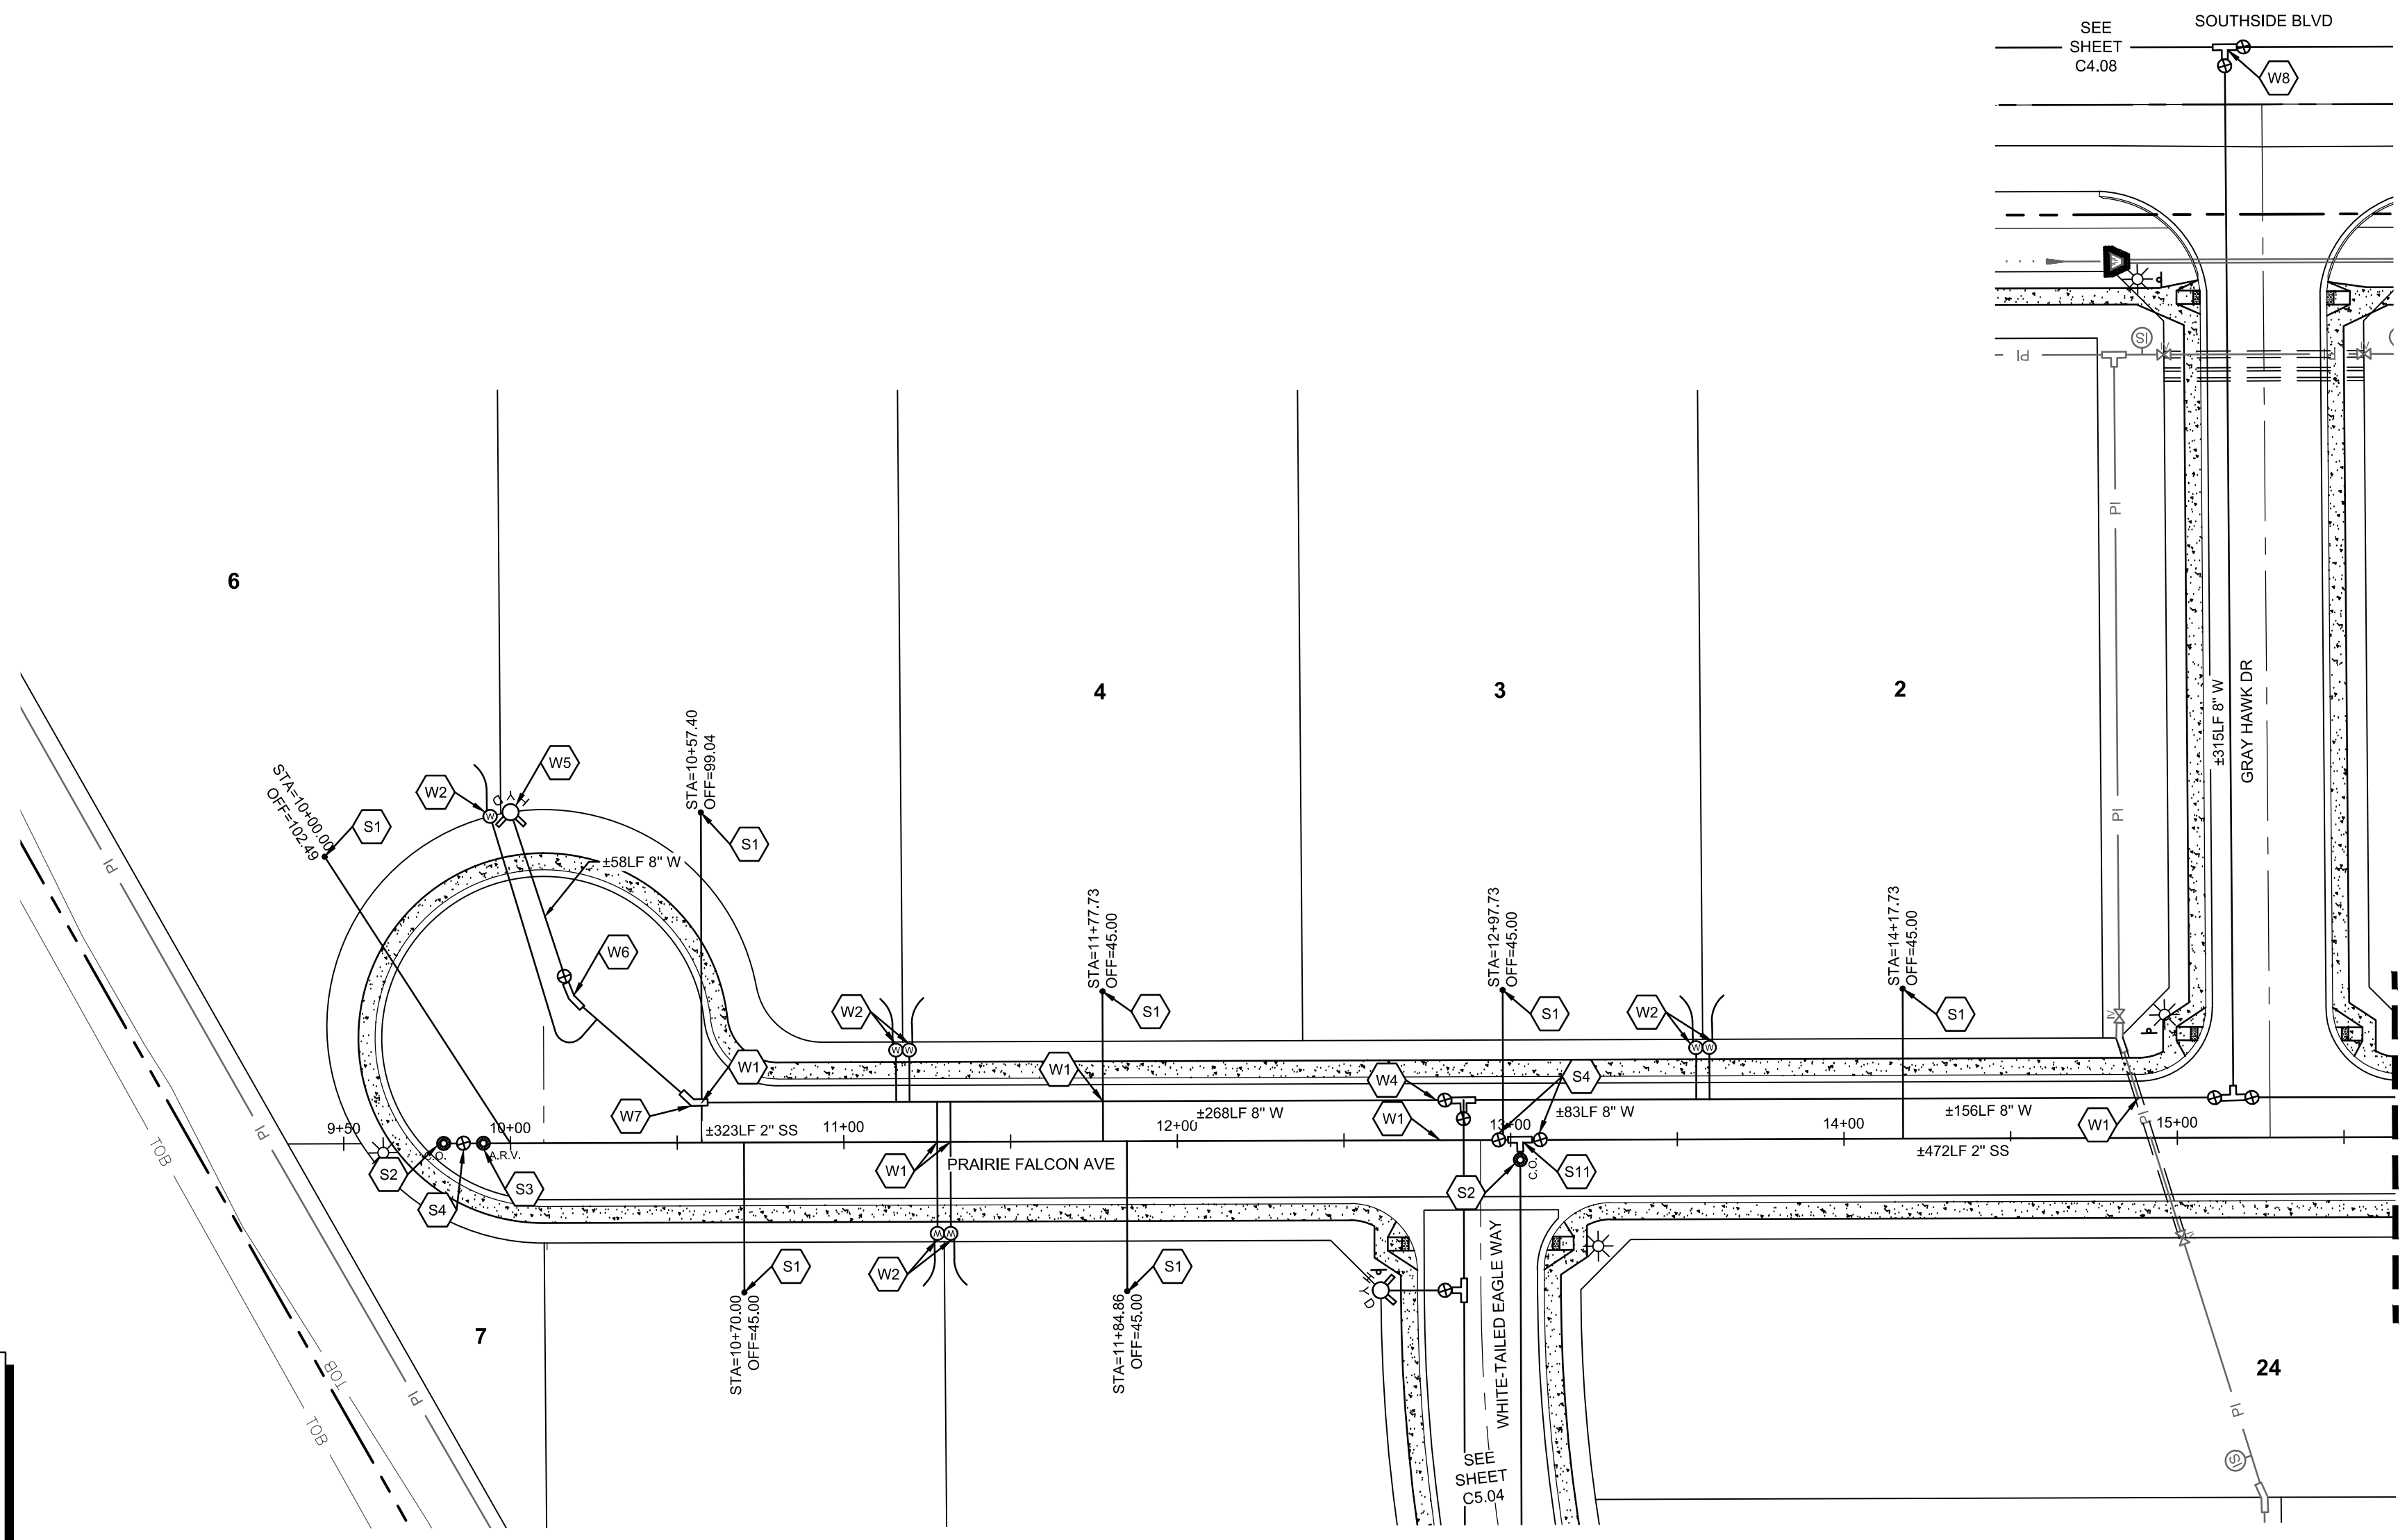 SOUTHSIDE BLVD
SEE
SHEET
C4.08
W8
SI
PI
PI
PI
6
4
3
2
±315LF 8" W
GRAY HAWK DR
STA=10+00.00
OFF=102.49
S1
W2
HYD
W5
±58LF 8" W
W6
STA=10+57.40
OFF=99.04
S1
STA=11+77.73
OFF=45.00
S1
STA=12+97.73
OFF=45.00
S1
STA=14+17.73
OFF=45.00
S1
W
W2
W W
W2
W W
W1
W1
W4
S4
W7
W1
±268LF 8" W
±83LF 8" W
±156LF 8" W
W1
PI
9+50
10+00
±323LF 2" SS
11+00
12+00
13+00
14+00
15+00
±472LF 2" SS
C.O.
A.R.V.
S2
S4
S3
W1
PRAIRIE FALCON AVE
S2
C.O.
S11
W2
W W
S1
S1
STA=10+70.00
OFF=45.00
STA=11+84.86
OFF=45.00
HYD
WHITE-TAILED EAGLE WAY
SEE
SHEET
C5.04
7
24
PI
SI
PI
PI
PI
TOB
TOB
TOB